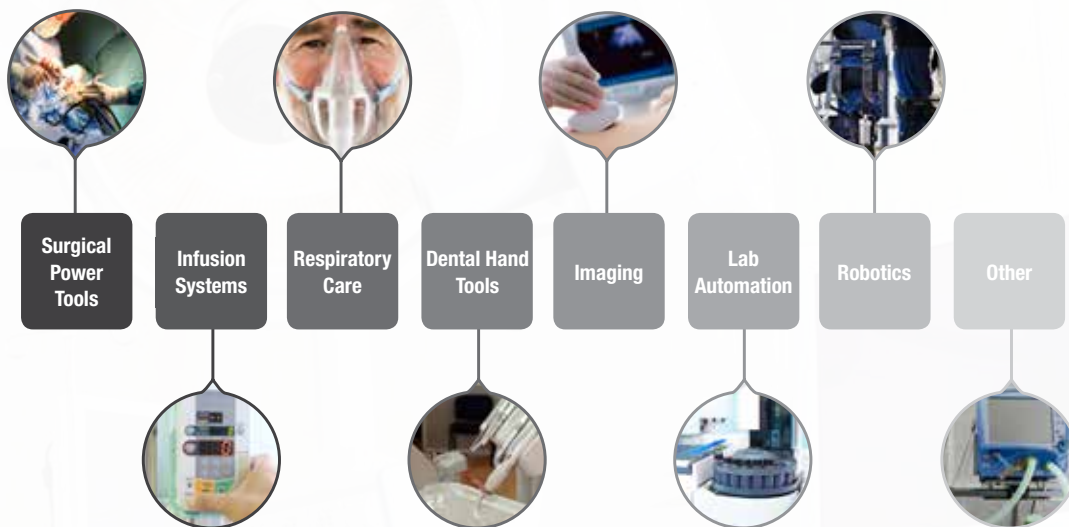 Surgical
Power
Tools
Infusion
Systems
Respiratory
Care
Dental Hand
Tools
Imaging
Lab
Automation
Robotics
Other